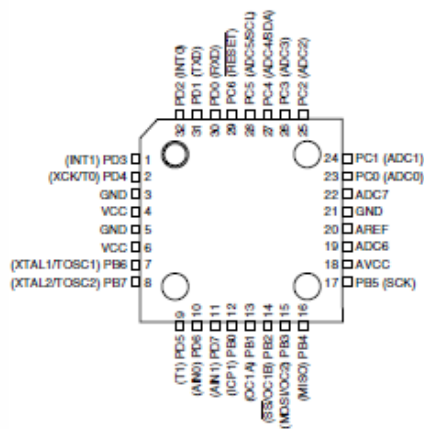 PD2 (INT0)
PD1 (TXD)
PD0 (RXD)
PC6 (RESET)
PC5 (ADC5/SCL)
PC4 (ADC4/SDA)
PC3 (ADC3)
PC2 (ADC2)
32
31
30
29
28
27
26
25
(INT1) PD3 1
(XCK/T0) PD4 2
GND 3
VCC 4
GND 5
VCC 6
(XTAL1/TOSC1) PB6 7
(XTAL2/TOSC2) PB7 8
24 PC1 (ADC1)
23 PC0 (ADC0)
22 ADC7
21 GND
20 AREF
19 ADC6
18 AVCC
17 PB5 (SCK)
9
10
11
12
13
14
15
16
(T1) PD5
(AIN0) PD6
(AIN1) PD7
(ICP1) PB0
(OC1A) PB1
(SS/OC1B) PB2
(MOSI/OC2) PB3
(MISO) PB4